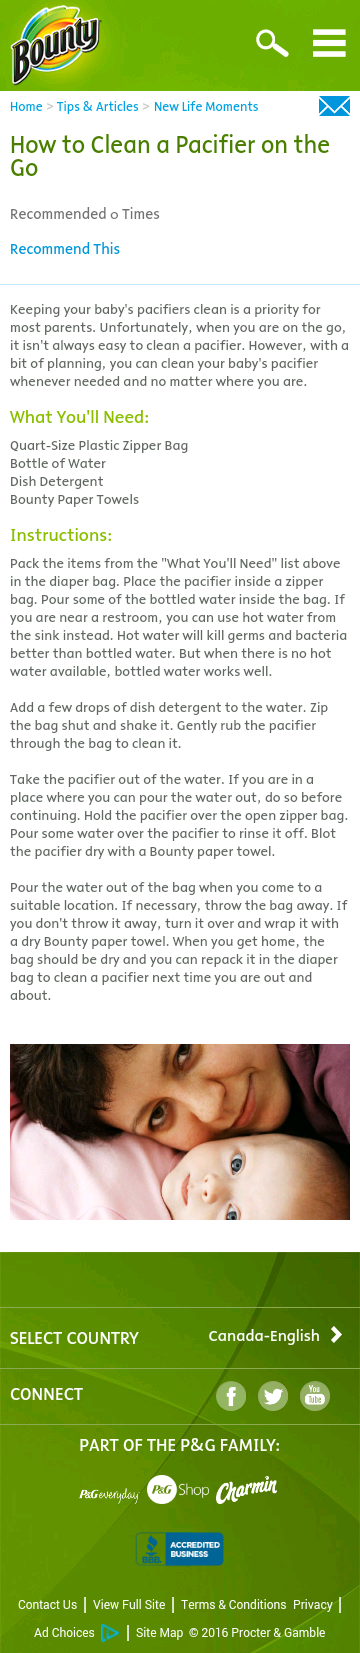 Bounty
Home > Tips & Articles > New Life Moments
How to Clean a Pacifier on the
Go
Recommended 0 Times
Recommend This
Keeping your baby's pacifiers clean is a priority for
most parents. Unfortunately, when you are on the go,
it isn't always easy to clean a pacifier. However, with a
bit of planning, you can clean your baby's pacifier
whenever needed and no matter where you are.
What You'll Need:
Quart-Size Plastic Zipper Bag
Bottle of Water
Dish Detergent
Bounty Paper Towels
Instructions:
Pack the items from the "What You'll Need" list above
in the diaper bag. Place the pacifier inside a zipper
bag. Pour some of the bottled water inside the bag. If
you are near a restroom, you can use hot water from
the sink instead. Hot water will kill germs and bacteria
better than bottled water. But when there is no hot
water available, bottled water works well.
Add a few drops of dish detergent to the water. Zip
the bag shut and shake it. Gently rub the pacifier
through the bag to clean it.
Take the pacifier out of the water. If you are in a
place where you can pour the water out, do so before
continuing. Hold the pacifier over the open zipper bag.
Pour some water over the pacifier to rinse it off. Blot
the pacifier dry with a Bounty paper towel.
Pour the water out of the bag when you come to a
suitable location. If necessary, throw the bag away. If
you don't throw it away, turn it over and wrap it with
a dry Bounty paper towel. When you get home, the
bag should be dry and you can repack it in the diaper
bag to clean a pacifier next time you are out and
about.
SELECT COUNTRY Canada-English
CONNECT f You Tube
PART OF THE P&G FAMILY:
P&G everyday P&G Shop Charmin
BBB ACCREDITED BUSINESS
Contact Us | View Full Site | Terms & Conditions Privacy |
Ad Choices | Site Map © 2016 Procter & Gamble